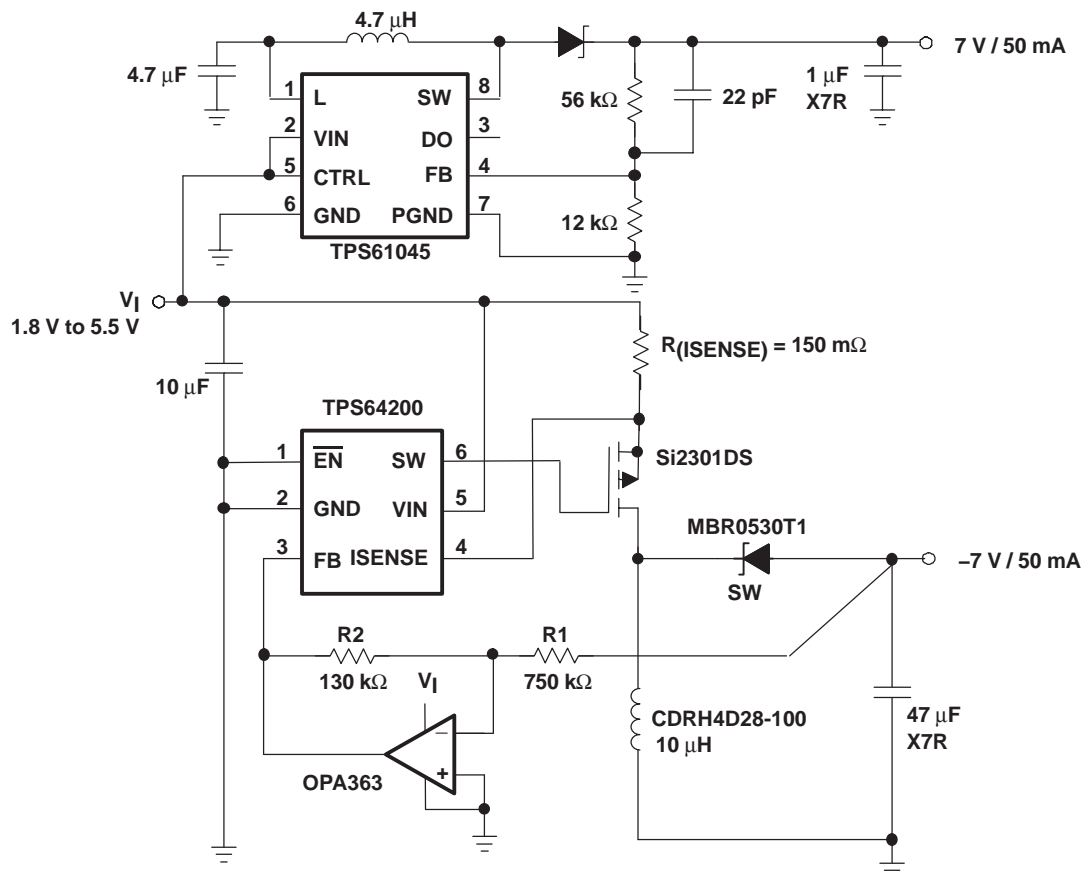 4.7 μH
7 V / 50 mA
4.7 μF
1 L
SW 8
2 VIN
DO 3
5 CTRL
FB 4
6 GND
PGND 7
TPS61045
56 kΩ
22 pF
1 μF
X7R
12 kΩ
VI
1.8 V to 5.5 V
R(ISENSE) = 150 mΩ
10 μF
TPS64200
1 EN
SW 6
2 GND
VIN 5
3 FB
ISENSE 4
Si2301DS
MBR0530T1
SW
–7 V / 50 mA
R2
130 kΩ
R1
750 kΩ
VI
–
+
OPA363
CDRH4D28-100
10 μH
47 μF
X7R